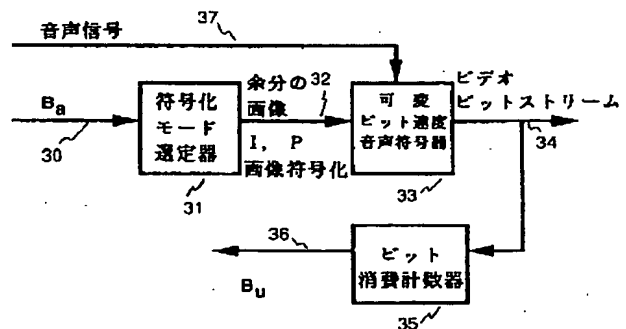 音声信号
37
Ba
30
符号化
モード
選定器
31
余分の
画像
32
I, P
画像符号化
可変
ビット速度
音声符号器
33
ビデオ
ビットストリーム
34
36
Bu
ビット
消費計数器
35